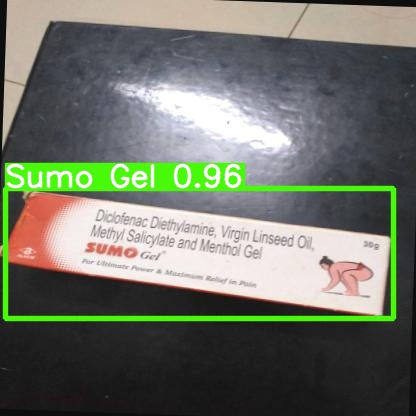 Sumo Gel 0.96
Diclofenac Diethylamine, Virgin Linseed Oil,
Methyl Salicylate and Menthol Gel
30g
SUMO Gel®
For Ultimate Power & Maximum Relief in Pain